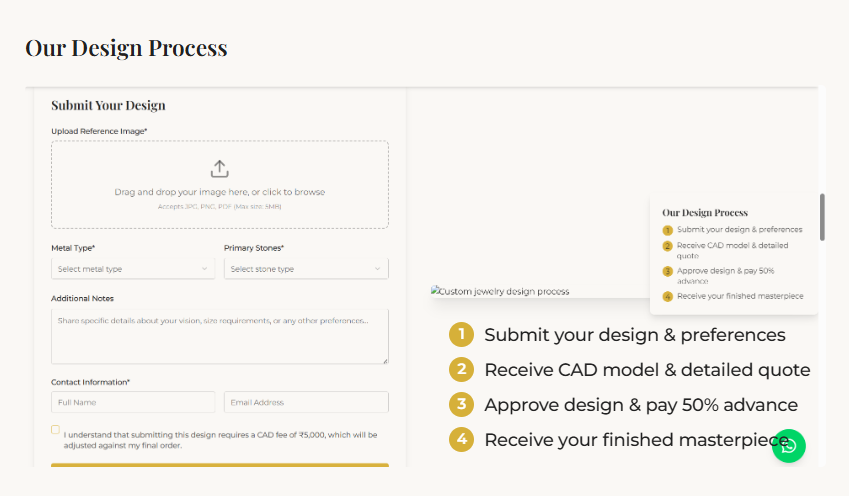 Our Design Process
Submit Your Design
Upload Reference Image*
Drag and drop your image here, or click to browse
Accepts JPG, PNG, PDF (Max size: 5MB)
Metal Type*
Primary Stones*
Select metal type
Select stone type
Additional Notes
Share specific details about your vision, size requirements, or any other preferences...
Contact Information*
Full Name
Email Address
I understand that submitting this design requires a CAD fee of ₹5,000, which will be
adjusted against my final order.
Custom jewelry design process
Our Design Process
1 Submit your design & preferences
2 Receive CAD model & detailed
quote
3 Approve design & pay 50%
advance
4 Receive your finished masterpiece
1 Submit your design & preferences
2 Receive CAD model & detailed quote
3 Approve design & pay 50% advance
4 Receive your finished masterpiece